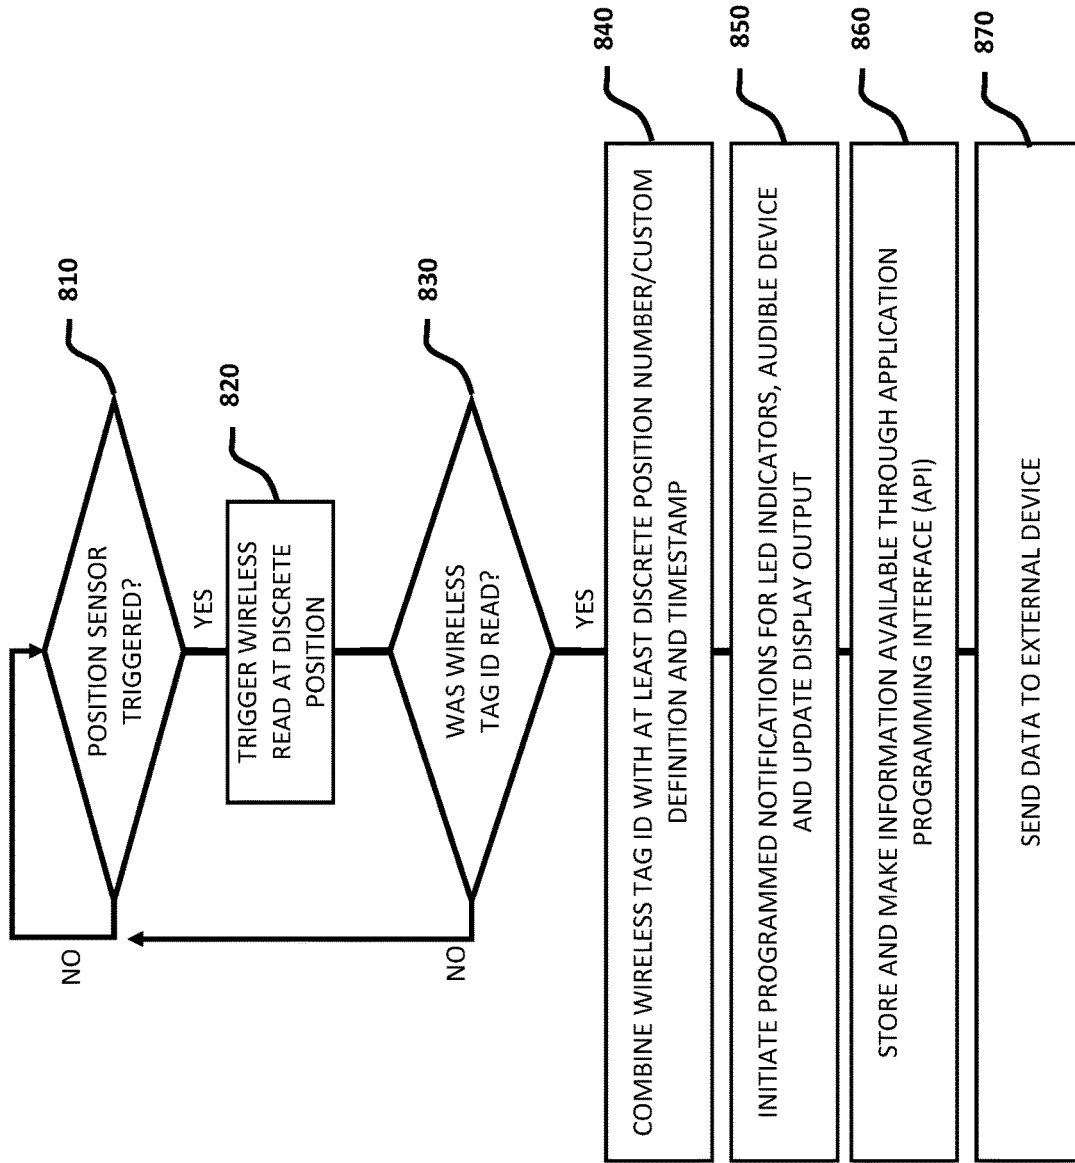 810
POSITION SENSOR
TRIGGERED?
NO
YES
820
TRIGGER WIRELESS
READ AT DISCRETE
POSITION
830
WAS WIRELESS
TAG ID READ?
NO
YES
840
COMBINE WIRELESS TAG ID WITH AT LEAST DISCRETE POSITION NUMBER/CUSTOM
DEFINITION AND TIMESTAMP
850
INITIATE PROGRAMMED NOTIFICATIONS FOR LED INDICATORS, AUDIBLE DEVICE
AND UPDATE DISPLAY OUTPUT
860
STORE AND MAKE INFORMATION AVAILABLE THROUGH APPLICATION
PROGRAMMING INTERFACE (API)
870
SEND DATA TO EXTERNAL DEVICE